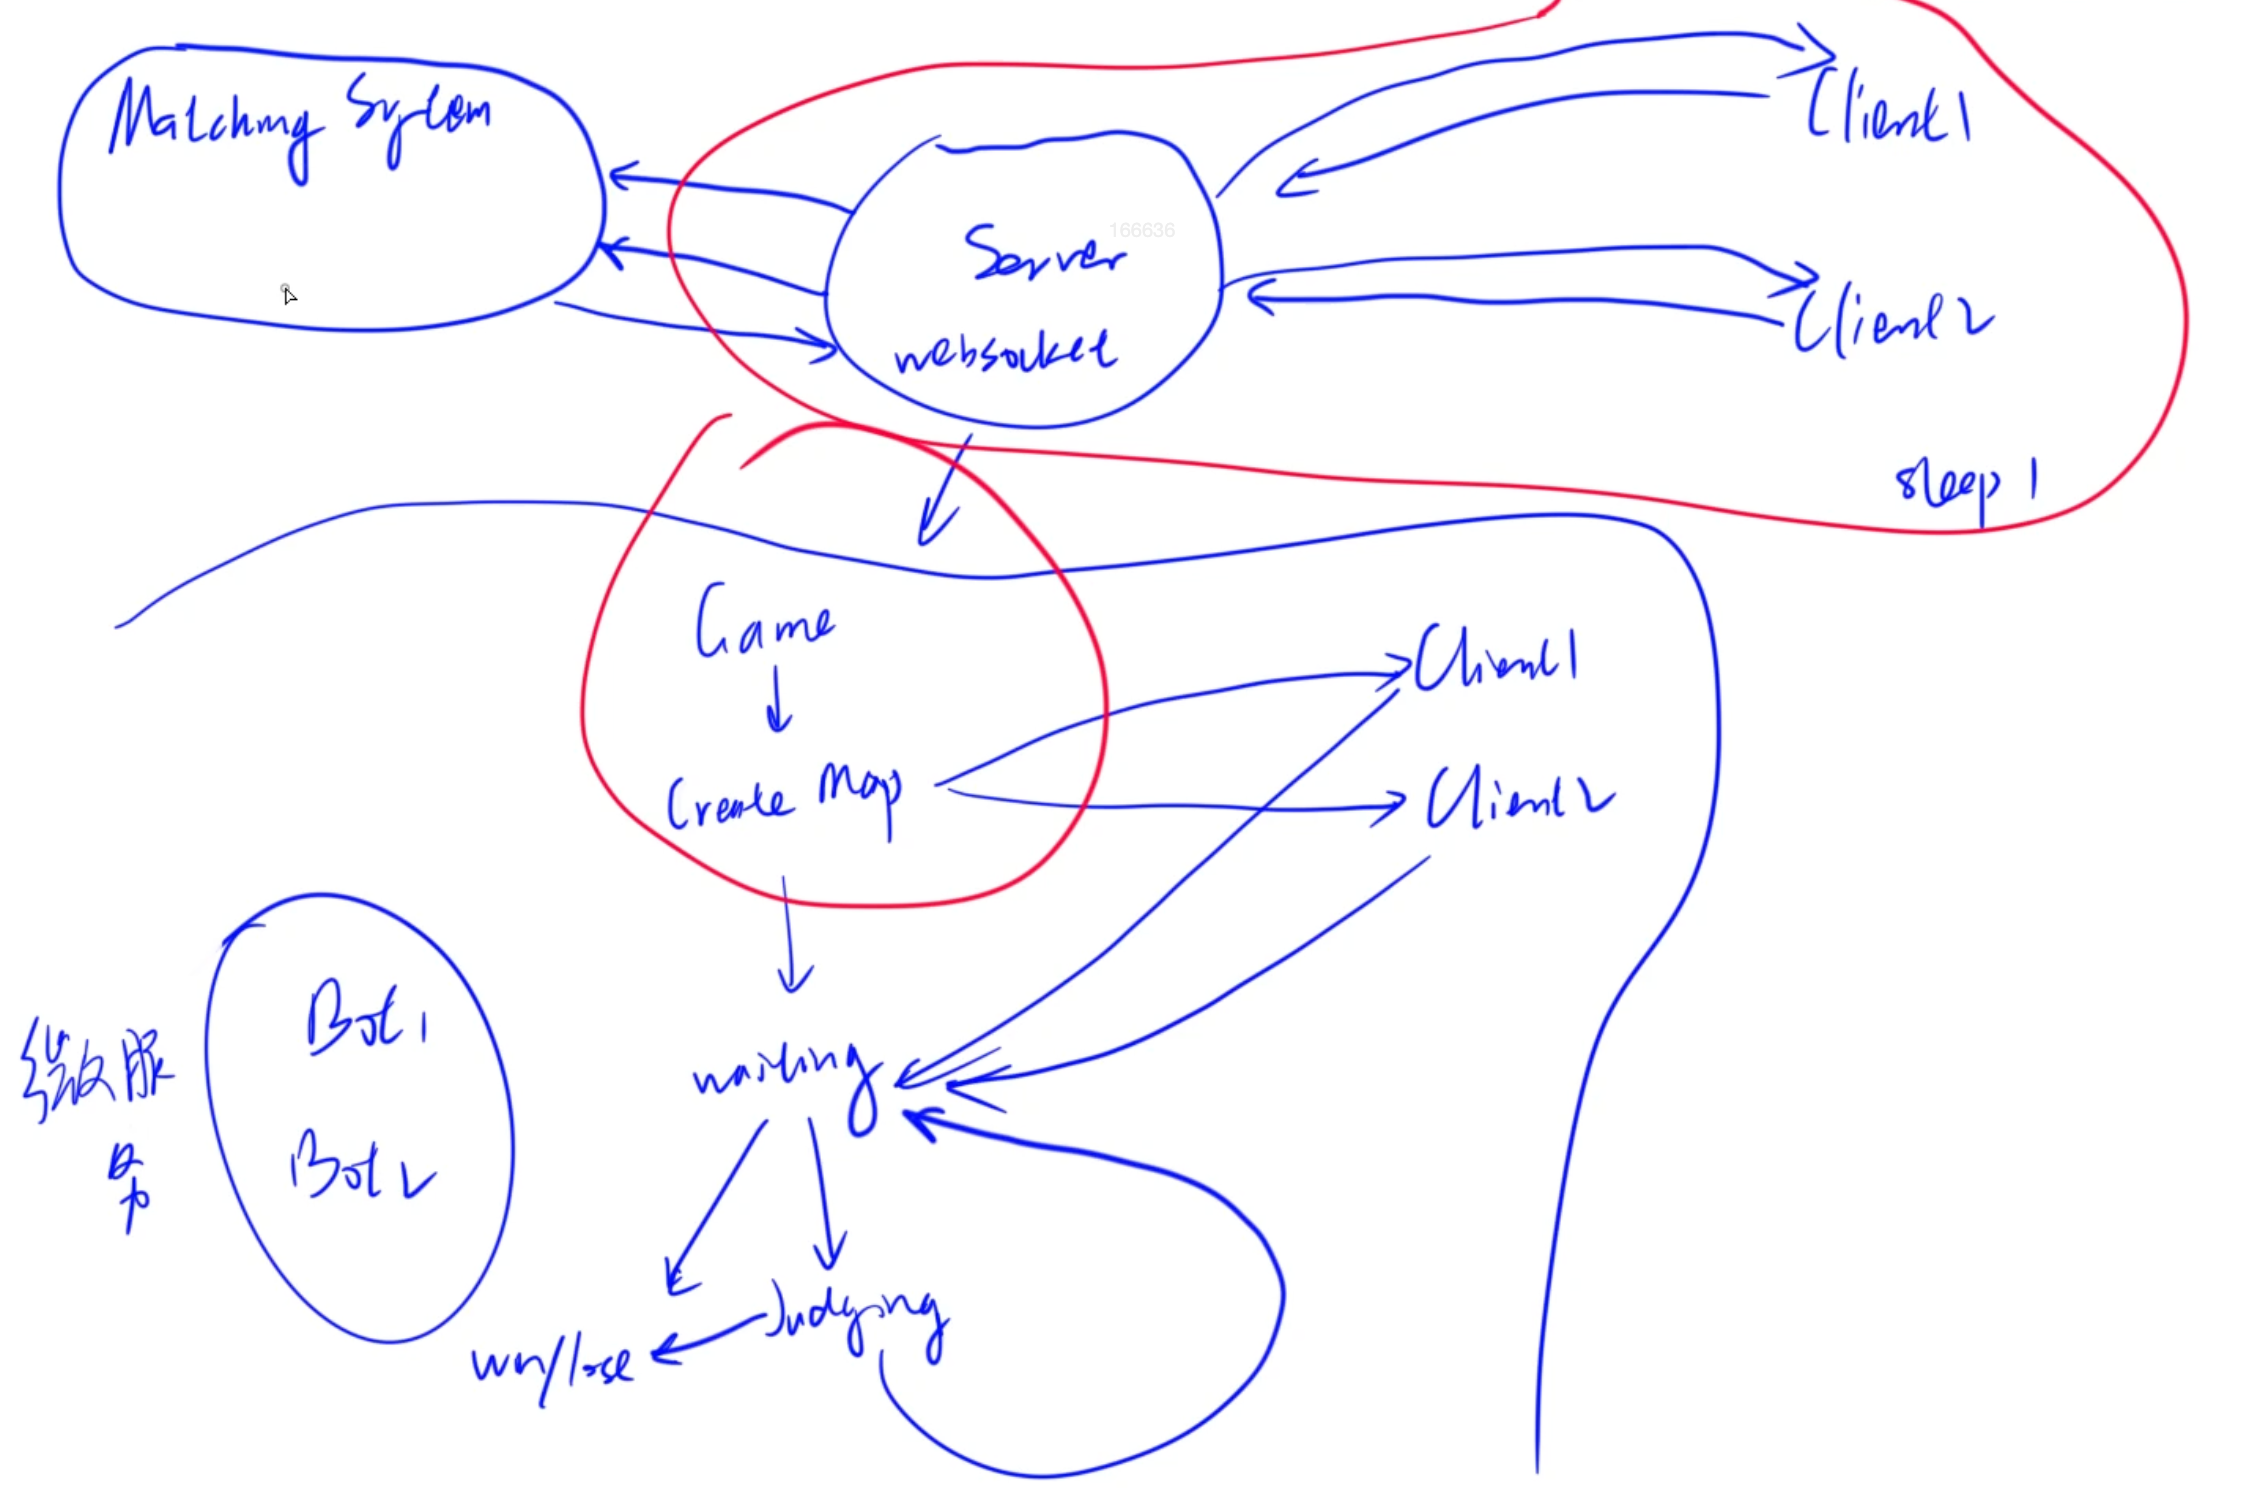 Matching System
Client1
Server
166636
websocket
Client2
sleep 1
Game
Client1
Create Map
Client2
Bot1
微服
务
waiting
Bot2
Judging
win/lose